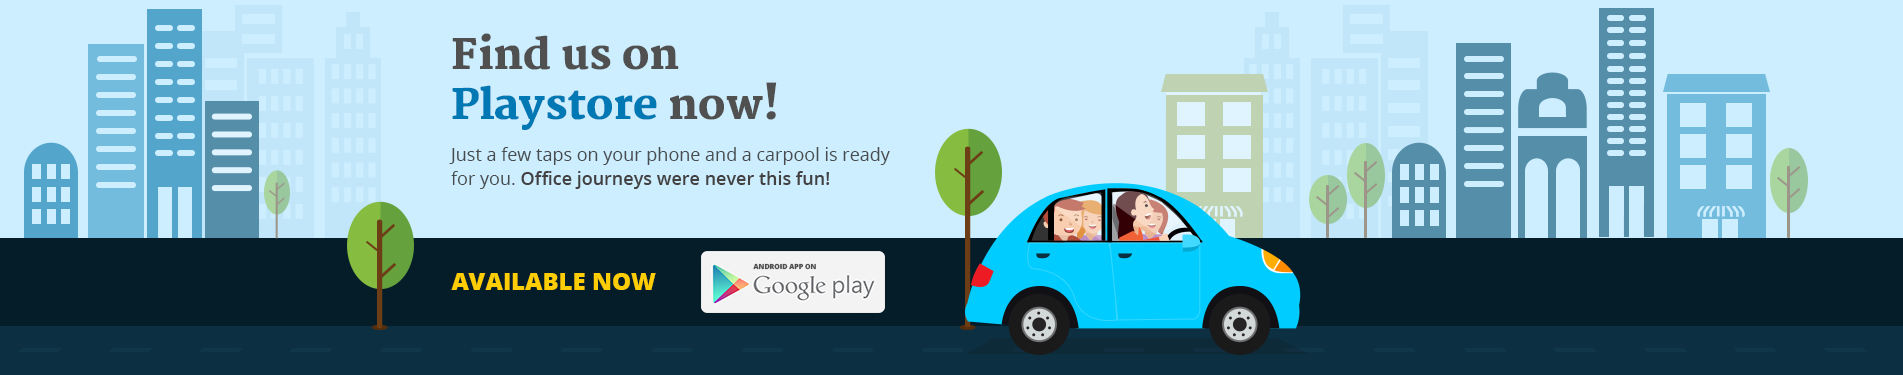 Find us on
Playstore now!
Just a few taps on your phone and a carpool is ready
for you. Office journeys were never this fun!
AVAILABLE NOW
ANDROID APP ON
Google play